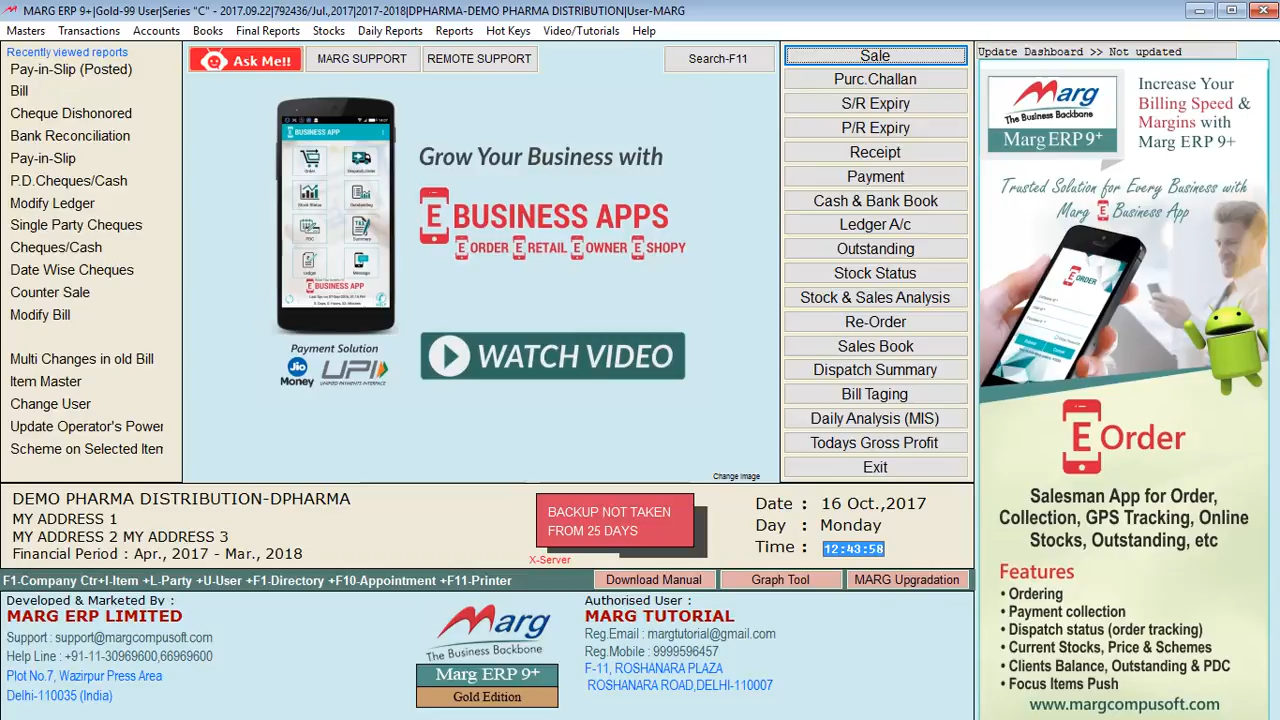 MARG ERP 9+|Gold-99 User|Series "C" - 2017.09.22|792436/Jul.,2017|2017-2018|DPHARMA-DEMO PHARMA DISTRIBUTION|User-MARG
Masters Transactions Accounts Books Final Reports Stocks Daily Reports Reports Hot Keys Video/Tutorials Help
Recently viewed reports
Pay-in-Slip (Posted)
Bill
Cheque Dishonored
Bank Reconciliation
Pay-in-Slip
P.D.Cheques/Cash
Modify Ledger
Single Party Cheques
Cheques/Cash
Date Wise Cheques
Counter Sale
Modify Bill
Multi Changes in old Bill
Item Master
Change User
Update Operator's Power
Scheme on Selected Item
Ask Me!! MARG SUPPORT REMOTE SUPPORT Search-F11
BUSINESS APP
Order
Stock Status
Outstanding
Summary
Ledger
Message
BUSINESS APP
Grow Your Business with
E BUSINESS APPS
E ORDER E RETAIL E OWNER E SHOPY
WATCH VIDEO
Payment Solution
Jio Money UPI
UNIFIED PAYMENTS INTERFACE
Change Image
Sale
Purc.Challan
S/R Expiry
P/R Expiry
Receipt
Payment
Cash & Bank Book
Ledger A/c
Outstanding
Stock Status
Stock & Sales Analysis
Re-Order
Sales Book
Dispatch Summary
Bill Taging
Daily Analysis (MIS)
Todays Gross Profit
Exit
Update Dashboard >> Not updated
Marg
The Business Backbone
Marg ERP 9+
Increase Your
Billing Speed &
Margins with
Marg ERP 9+
Trusted Solution for Every Business with
Marg E Business App
E ORDER
E Order
Salesman App for Order,
Collection, GPS Tracking, Online
Stocks, Outstanding, etc
Features
• Ordering
• Payment collection
• Dispatch status (order tracking)
• Current Stocks, Price & Schemes
• Clients Balance, Outstanding & PDC
• Focus Items Push
www.margcompusoft.com
DEMO PHARMA DISTRIBUTION-DPHARMA
MY ADDRESS 1
MY ADDRESS 2 MY ADDRESS 3
Financial Period : Apr., 2017 - Mar., 2018
BACKUP NOT TAKEN
FROM 25 DAYS
X-Server
Date : 16 Oct.,2017
Day : Monday
Time : 12:43:58
F1-Company Ctr+I-Item +L-Party +U-User +F1-Directory +F10-Appointment +F11-Printer
Download Manual Graph Tool MARG Upgradation
Developed & Marketed By :
MARG ERP LIMITED
Support : support@margcompusoft.com
Help Line : +91-11-30969600,66969600
Plot No.7, Wazirpur Press Area
Delhi-110035 (India)
Marg
The Business Backbone
Marg ERP 9+
Gold Edition
Authorised User :
MARG TUTORIAL
Reg.Email : margtutorial@gmail.com
Reg.Mobile : 9999596457
F-11, ROSHANARA PLAZA
ROSHANARA ROAD,DELHI-110007